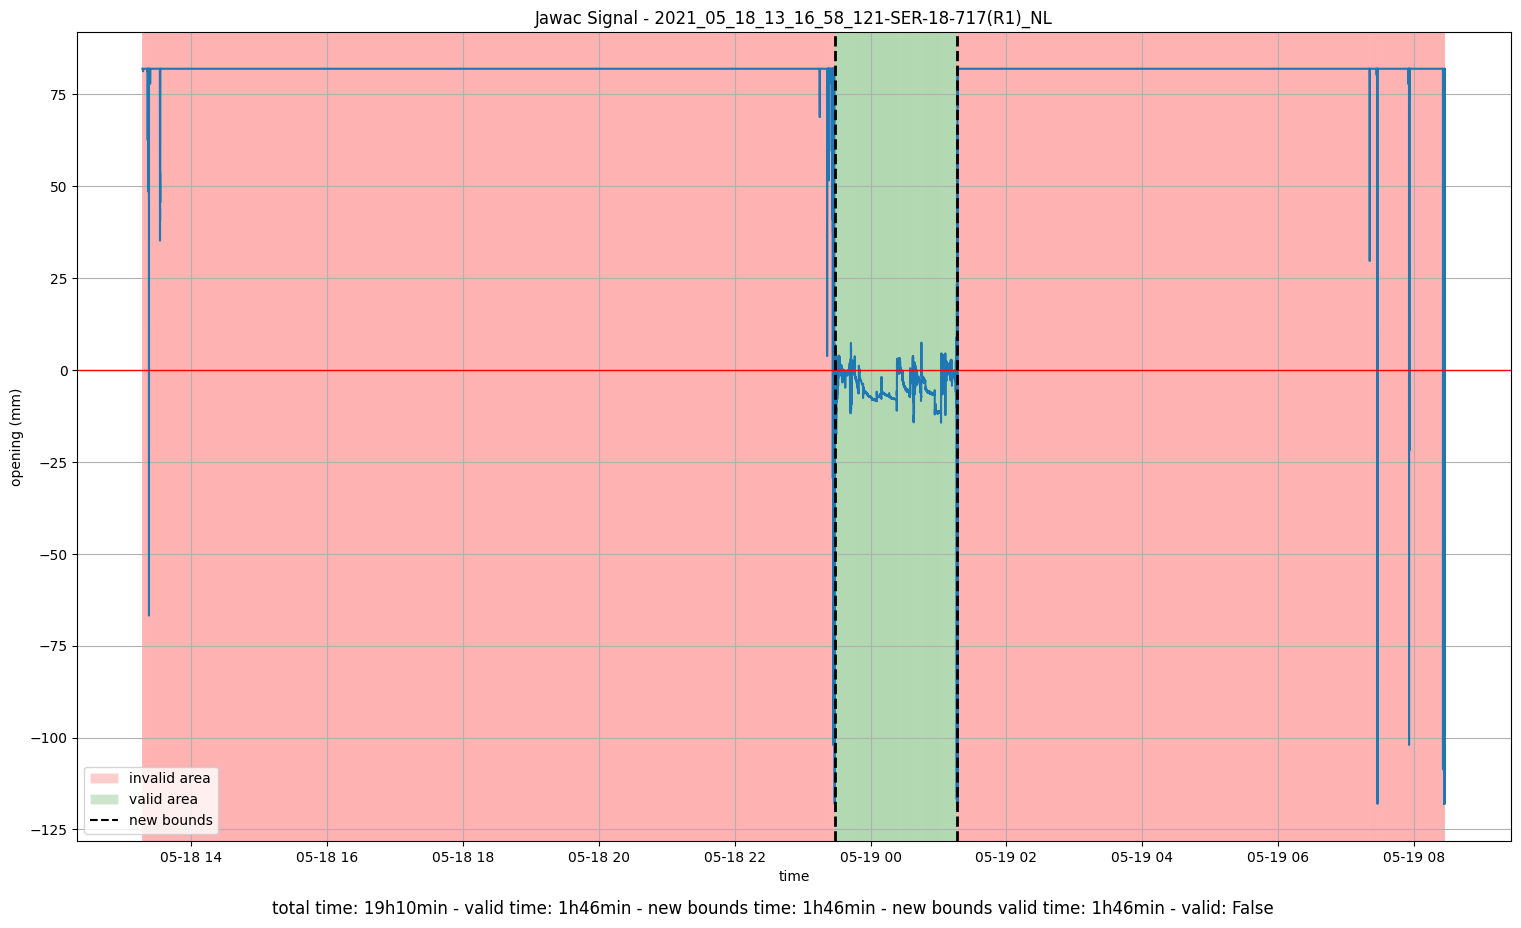 Jawac Signal - 2021_05_18_13_16_58_121-SER-18-717(R1)_NL
75
50
25
0
−25
−50
−75
−100
−125
opening (mm)
invalid area
valid area
new bounds
05-18 14
05-18 16
05-18 18
05-18 20
05-18 22
05-19 00
05-19 02
05-19 04
05-19 06
05-19 08
time
total time: 19h10min - valid time: 1h46min - new bounds time: 1h46min - new bounds valid time: 1h46min - valid: False